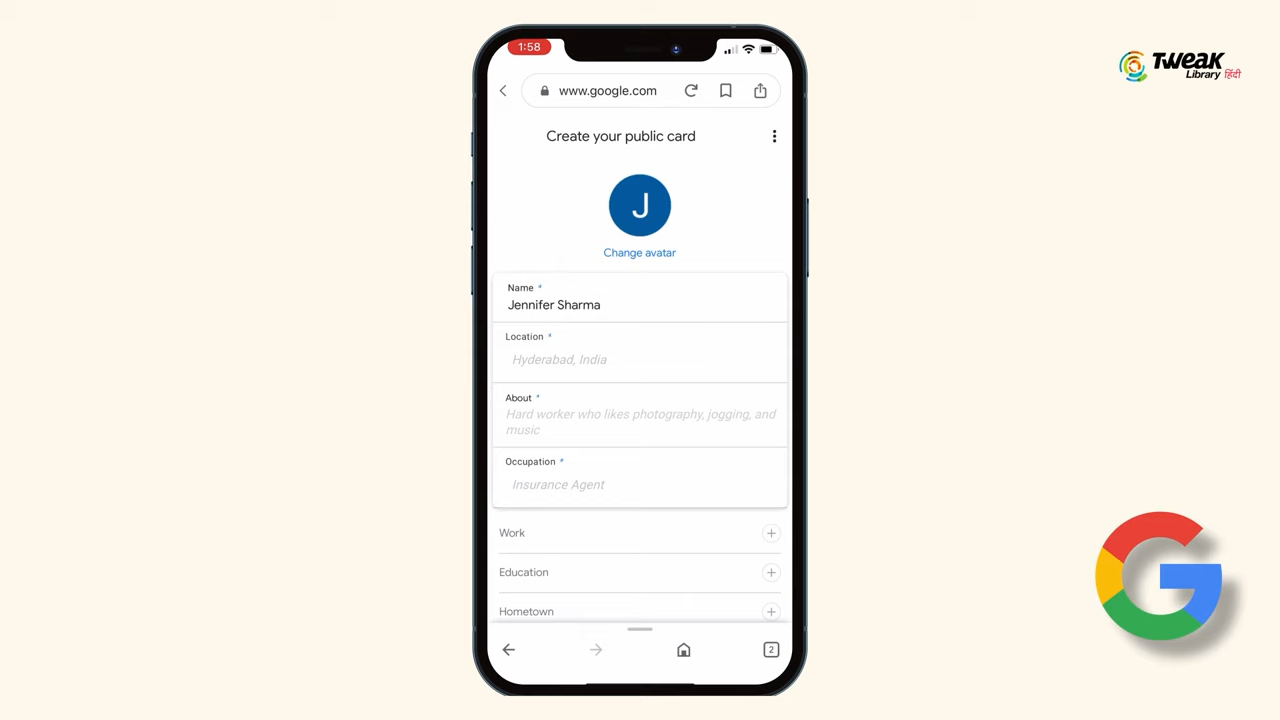 1:58
TWEAK
Library हिंदी
www.google.com
Create your public card
J
Change avatar
Name *
Jennifer Sharma
Location *
Hyderabad, India
About *
Hard worker who likes photography, jogging, and
music
Occupation *
Insurance Agent
Work
Education
Hometown
2
G